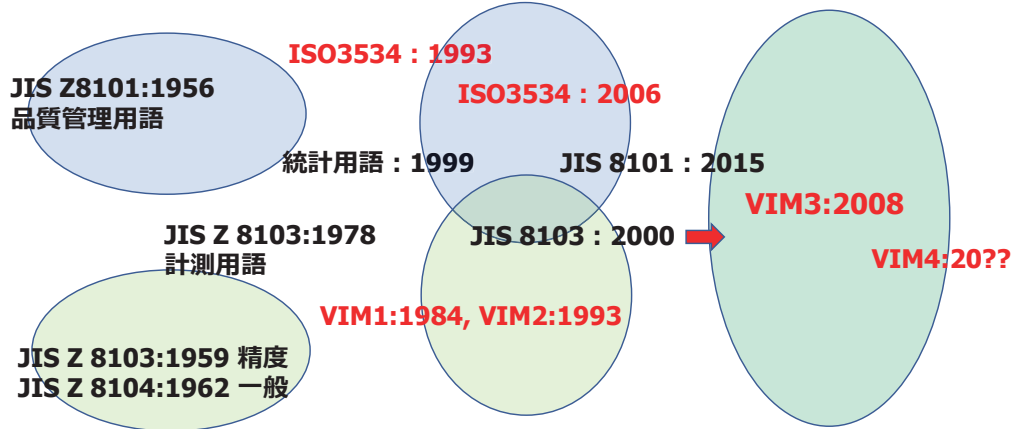 ISO3534：1993
JIS Z8101:1956
品質管理用語
ISO3534：2006
統計用語：1999
JIS 8101：2015
VIM3:2008
JIS Z 8103:1978
計測用語
JIS 8103：2000
VIM4:20??
VIM1:1984, VIM2:1993
JIS Z 8103:1959 精度
JIS Z 8104:1962 一般